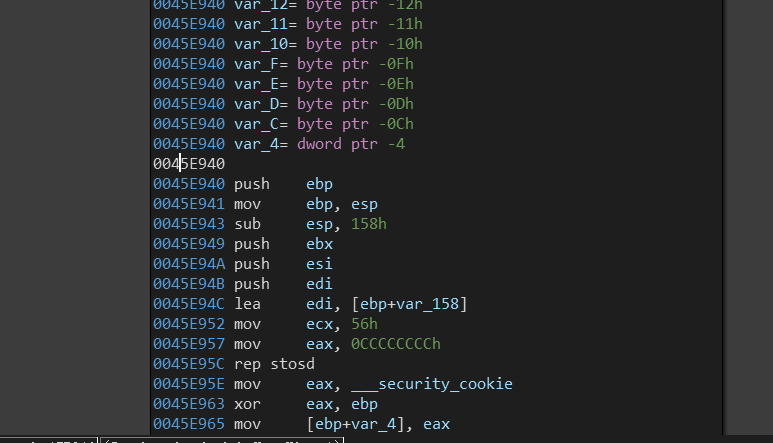 0045E940 var_12= byte ptr -12h
0045E940 var_11= byte ptr -11h
0045E940 var_10= byte ptr -10h
0045E940 var_F= byte ptr -0Fh
0045E940 var_E= byte ptr -0Eh
0045E940 var_D= byte ptr -0Dh
0045E940 var_C= byte ptr -0Ch
0045E940 var_4= dword ptr -4
0045E940
0045E940 push    ebp
0045E941 mov     ebp, esp
0045E943 sub     esp, 158h
0045E949 push    ebx
0045E94A push    esi
0045E94B push    edi
0045E94C lea     edi, [ebp+var_158]
0045E952 mov     ecx, 56h
0045E957 mov     eax, 0CCCCCCCCh
0045E95C rep stosd
0045E95E mov     eax, ___security_cookie
0045E963 xor     eax, ebp
0045E965 mov     [ebp+var_4], eax